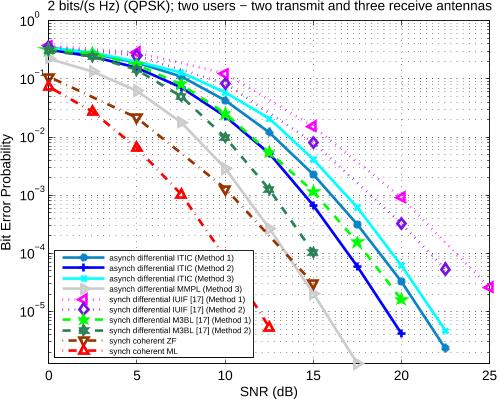 2 bits/(s Hz) (QPSK); two users − two transmit and three receive antennas
10^0
10^-1
10^-2
10^-3
10^-4
10^-5
Bit Error Probability
asynch differential ITIC (Method 1)
asynch differential ITIC (Method 2)
asynch differential ITIC (Method 3)
asynch differential MMPL (Method 3)
synch differential IUIF [17] (Method 1)
synch differential IUIF [17] (Method 2)
synch differential M3BL [17] (Method 1)
synch differential M3BL [17] (Method 2)
synch coherent ZF
synch coherent ML
0 5 10 15 20 25
SNR (dB)